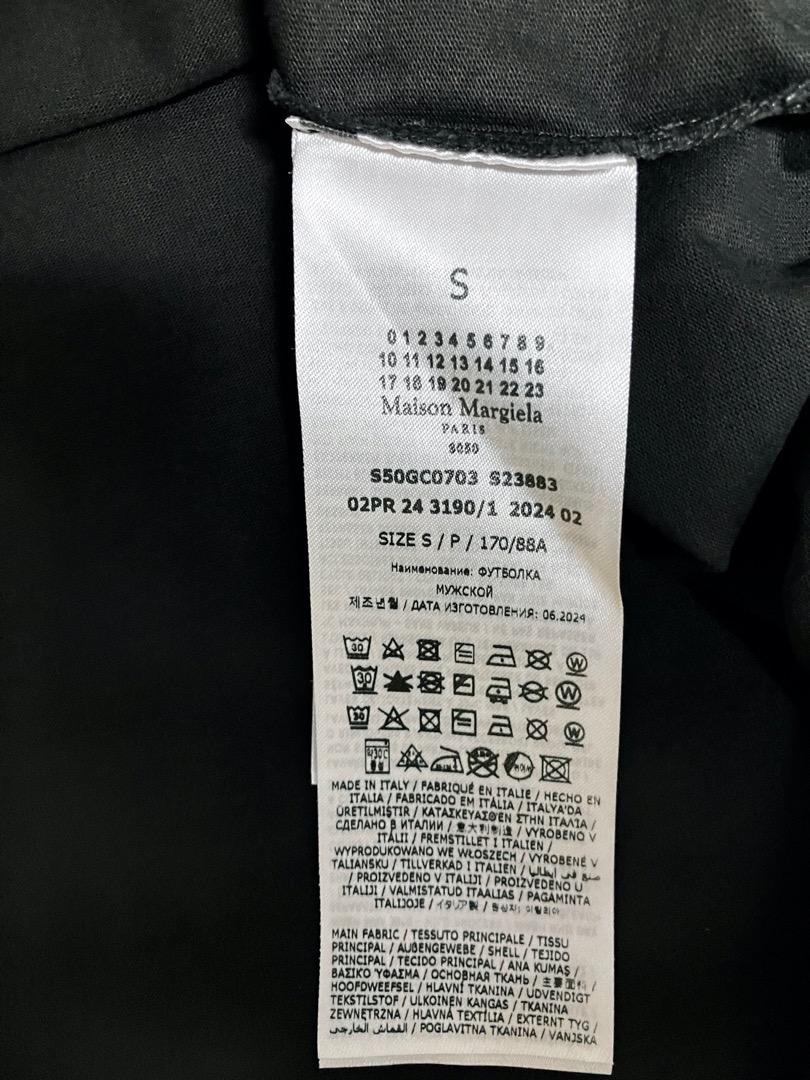 S
0 1 2 3 4 5 6 7 8 9
10 11 12 13 14 15 16
17 18 19 20 21 22 23
Maison Margiela
PARIS
3050
S50GC0703 S23883
02PR 24 3190/1 2024 02
SIZE S / P / 170/88A
Наименование: ФУТБОЛКА
МУЖСКОЙ
제조년월 / ДАТА ИЗГОТОВЛЕНИЯ: 06.2024
30 W
30 W
30 W
MADE IN ITALY / FABRIQUÉ EN ITALIE / HECHO EN
ITALIA / FABRICADO EM ITÁLIA / ITALYA'DA
ÜRETILMIŞTIR / ΚΑΤΑΣΚΕΥΑΣΘΕΝ ΣΤΗΝ ΙΤΑΛΙΑ /
СДЕЛАНО В ИТАЛИИ / 意大利制造 / VYROBENO V
ITÁLII / FREMSTILLET I ITALIEN /
WYPRODUKOWANO WE WŁOSZECH / VYROBENÉ V
TALIANSKU / TILLVERKAD I ITALIEN / صنع في ايطاليا
/ PROIZVEDENO V ITALIJI / PROIZVEDENO U
ITALIJI / VALMISTATUD ITAALIAS / PAGAMINTA
ITALIJOJE / イタリア製 / 원산지: 이탈리아
MAIN FABRIC / TESSUTO PRINCIPALE / TISSU
PRINCIPAL / AUßENGEWEBE / SHELL / TEJIDO
PRINCIPAL / TECIDO PRINCIPAL / ANA KUMAŞ /
ΒΑΣΙΚΟ ΎΦΑΣΜΑ / ОСНОВНАЯ ТКАНЬ / 主要面料 /
HOOFDWEEFSEL / HLAVNÍ TKANINA / UDVENDIGT
TEKSTILSTOF / ULKOINEN KANGAS / TKANINA
ZEWNĘTRZNA / HLAVNÁ TEXTÍLIA / EXTERNT TYG /
القماش الخارجي / POGLAVITNA TKANINA / VANJSKA